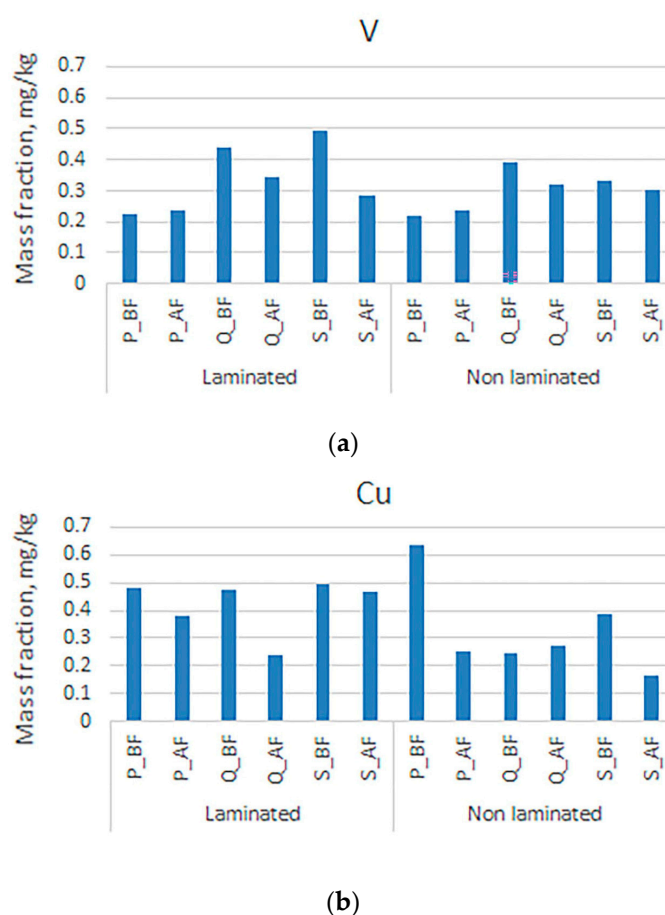 V
Mass fraction, mg/kg
0.7
0.6
0.5
0.4
0.3
0.2
0.1
0
P_BF
P_AF
Q_BF
Q_AF
S_BF
S_AF
P_BF
P_AF
Q_BF
Q_AF
S_BF
S_AF
Laminated
Non laminated
(a)
Cu
Mass fraction, mg/kg
0.7
0.6
0.5
0.4
0.3
0.2
0.1
0
P_BF
P_AF
Q_BF
Q_AF
S_BF
S_AF
P_BF
P_AF
Q_BF
Q_AF
S_BF
S_AF
Laminated
Non laminated
(b)